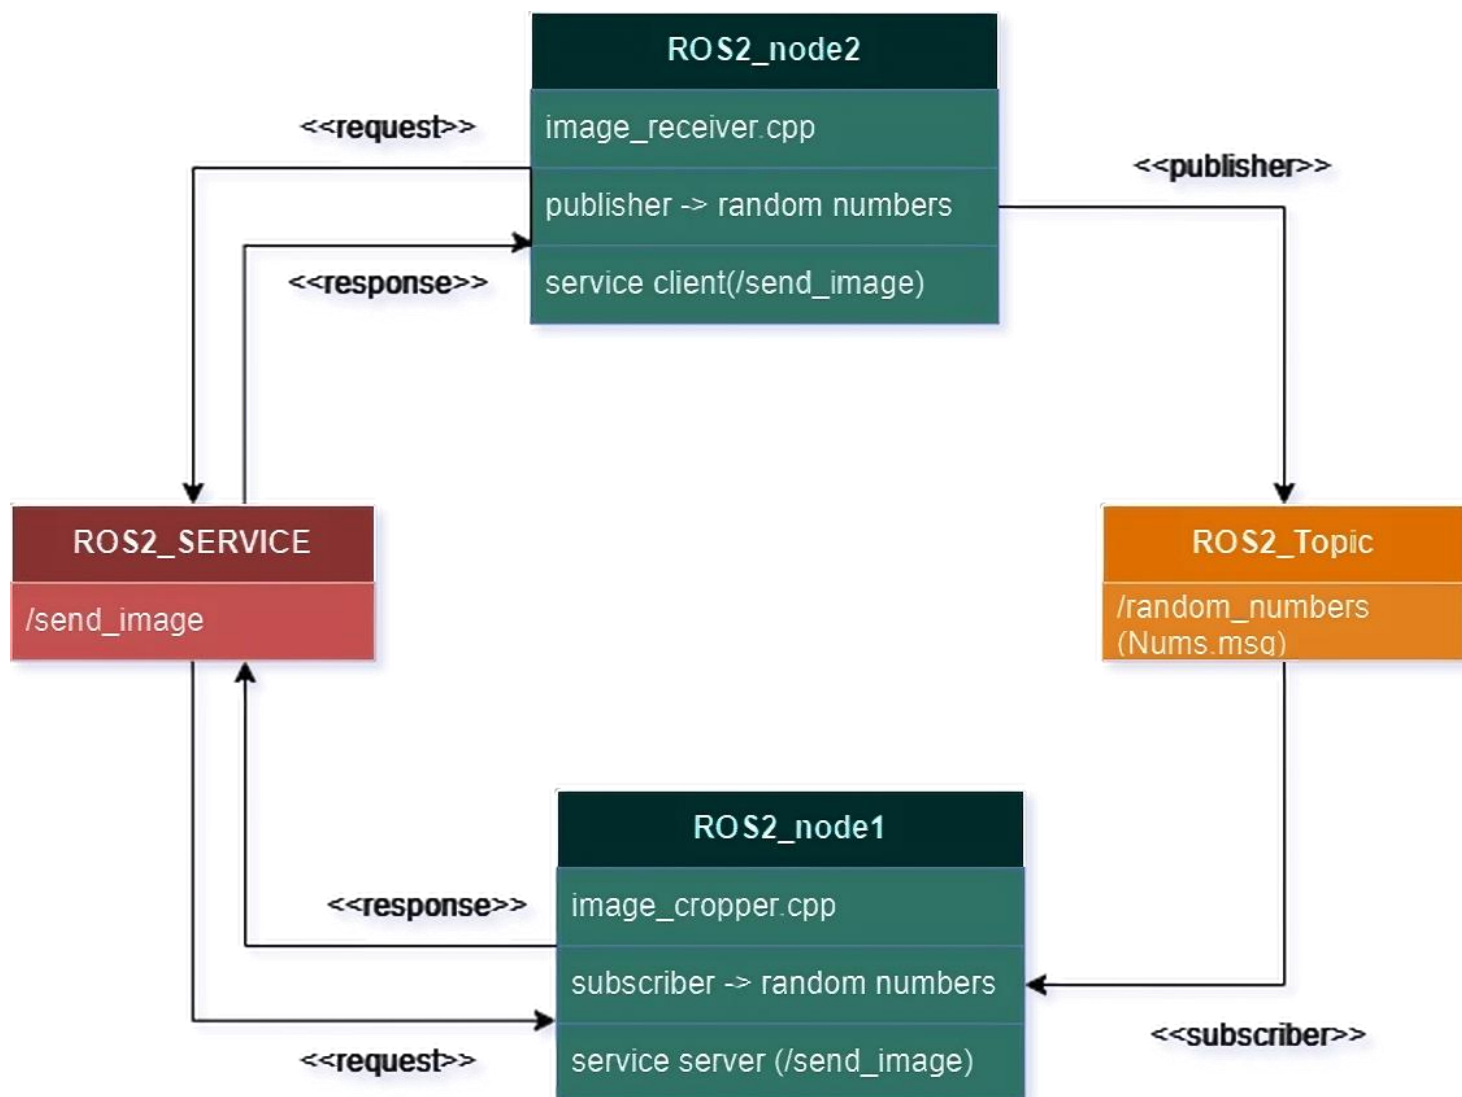 ROS2_node2
<<request>>
image_receiver.cpp
<<publisher>>
publisher -> random numbers
<<response>>
service client(/send_image)
ROS2_SERVICE
/send_image
ROS2_Topic
/random_numbers
(Nums.msg)
ROS2_node1
<<response>>
image_cropper.cpp
subscriber -> random numbers
<<subscriber>>
<<request>>
service server (/send_image)